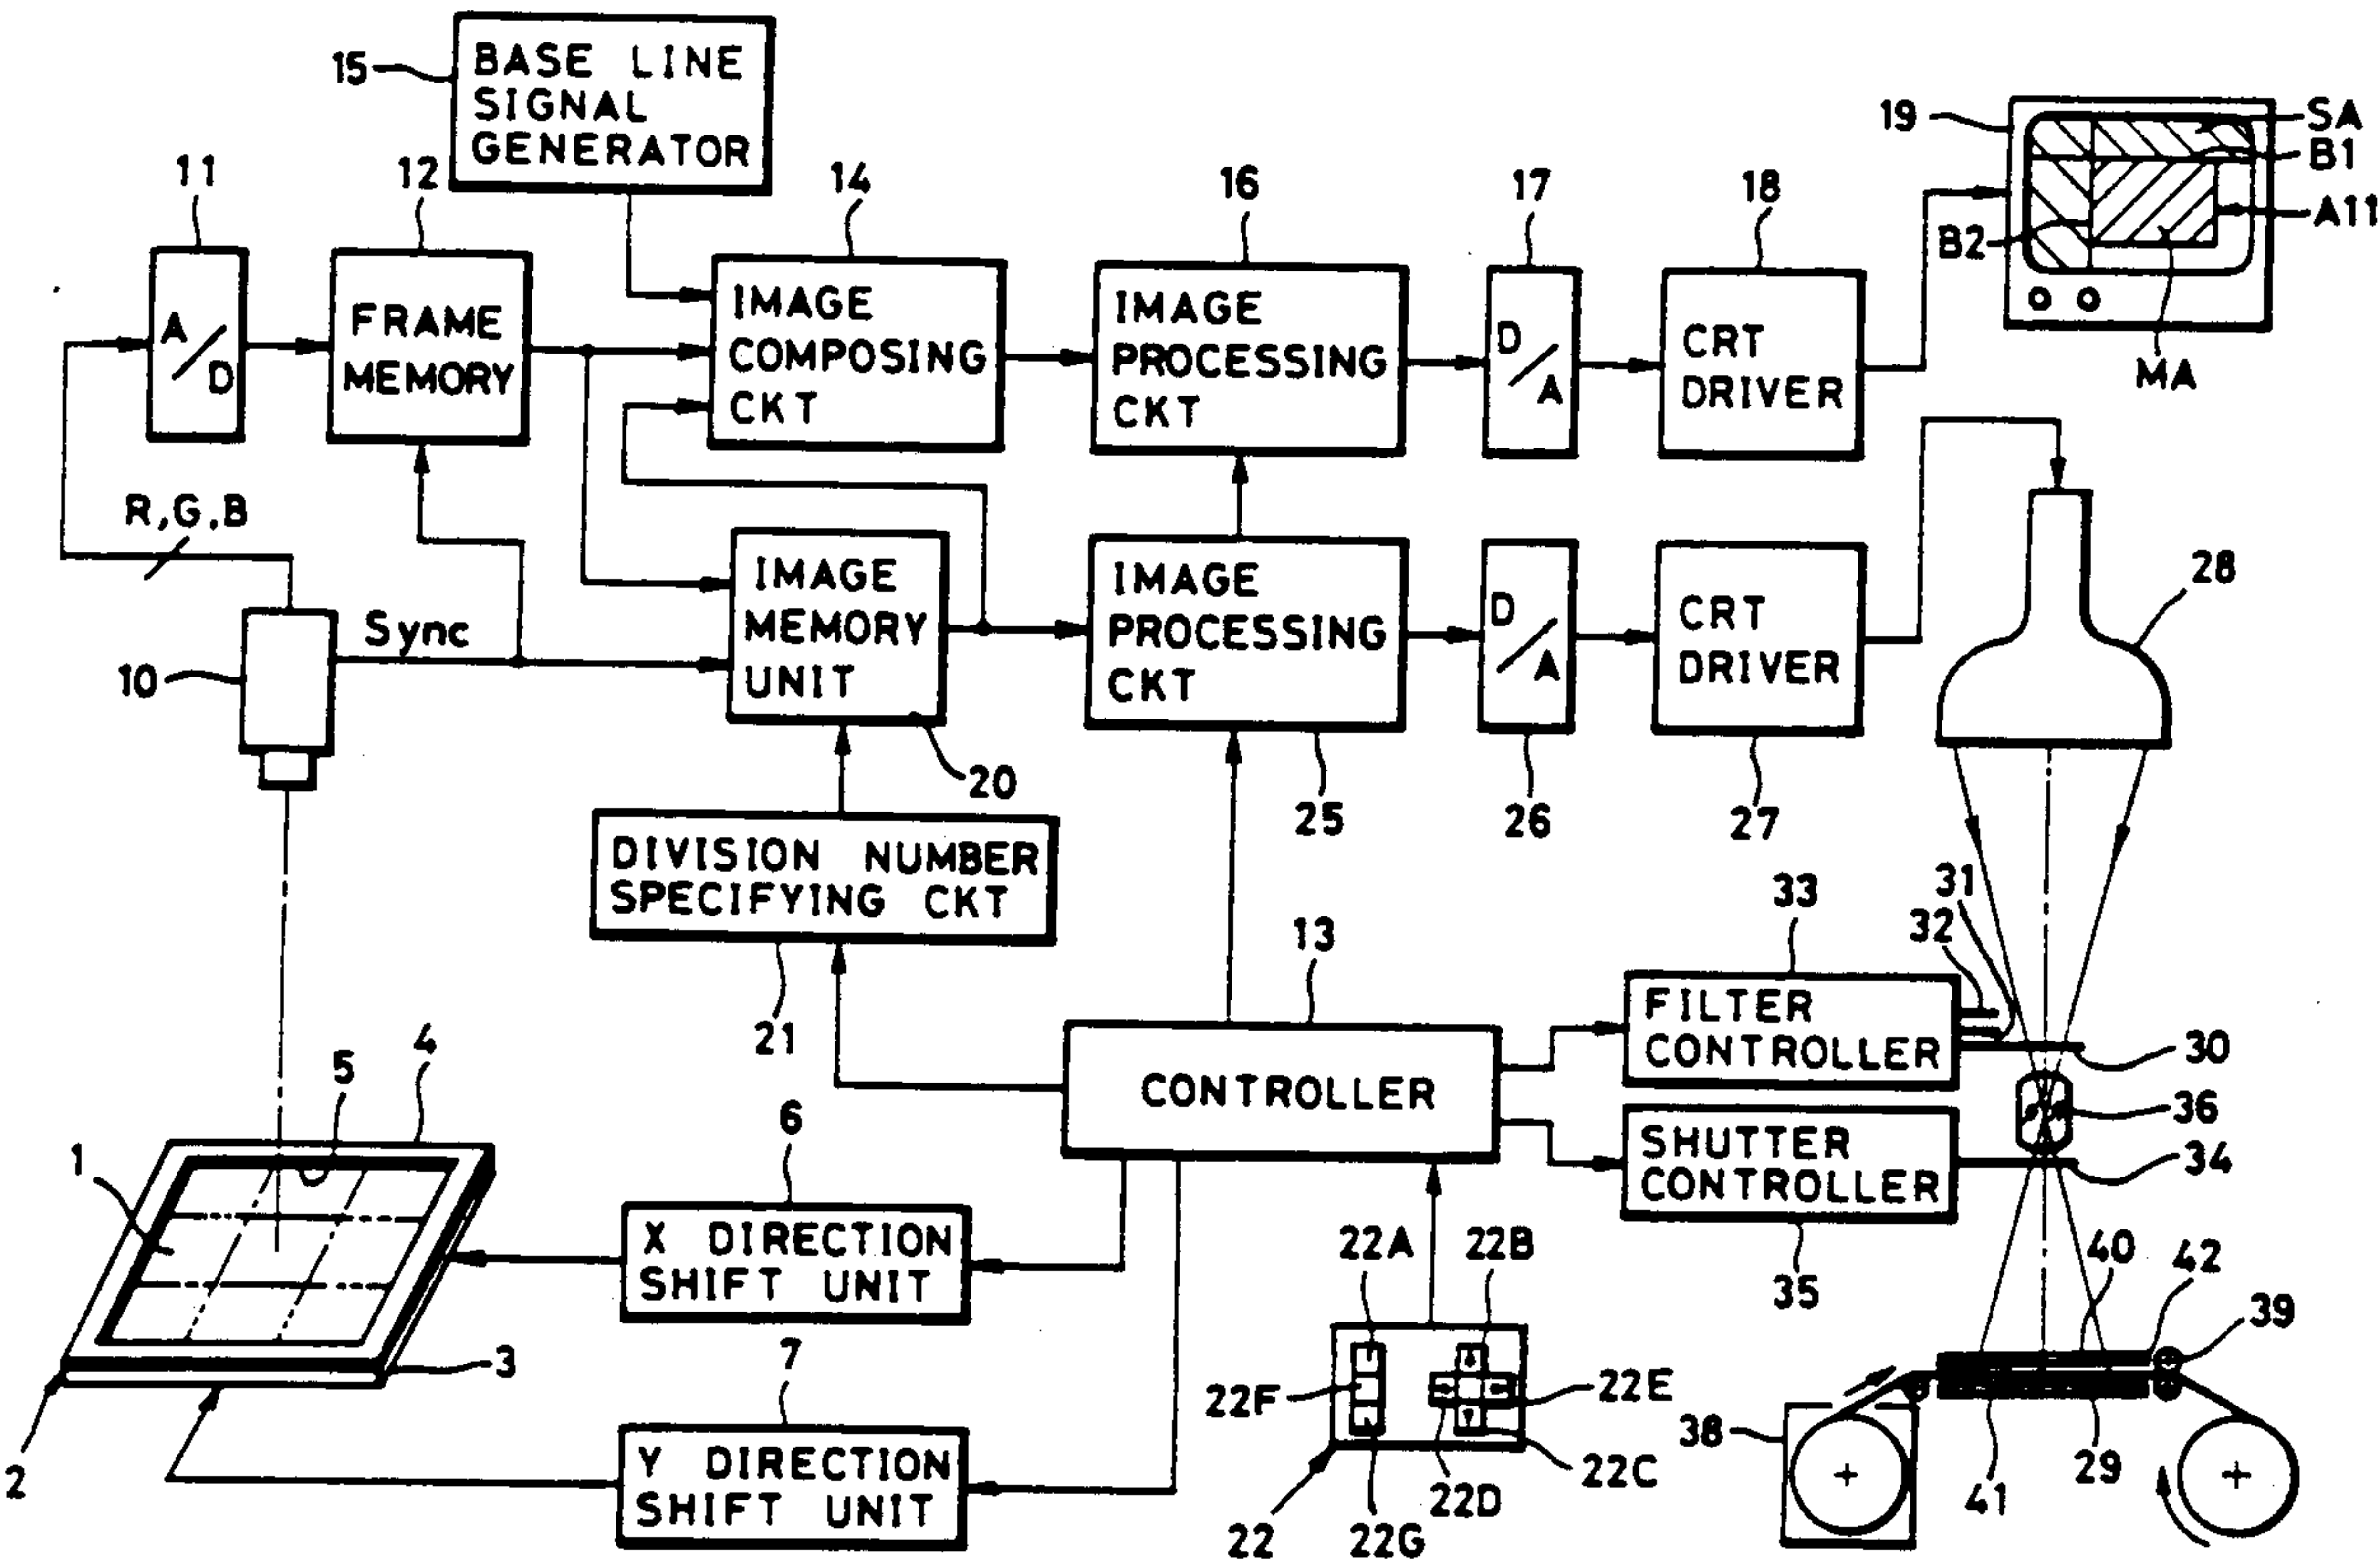 15
BASE LINE
SIGNAL
GENERATOR
19
SA
B1
A11
B2
MA
11
12
14
16
17
18
A/D
FRAME
MEMORY
IMAGE
COMPOSING
CKT
IMAGE
PROCESSING
CKT
D/A
CRT
DRIVER
R,G,B
Sync
10
IMAGE
MEMORY
UNIT
20
IMAGE
PROCESSING
CKT
25
D/A
26
CRT
DRIVER
27
28
DIVISION NUMBER
SPECIFYING CKT
21
13
33
31
32
CONTROLLER
FILTER
CONTROLLER
30
36
SHUTTER
CONTROLLER
34
35
1
5
4
3
2
6
X DIRECTION
SHIFT UNIT
7
Y DIRECTION
SHIFT UNIT
22A
22B
22F
22E
22C
22D
22G
22
40
42
39
38
41
29